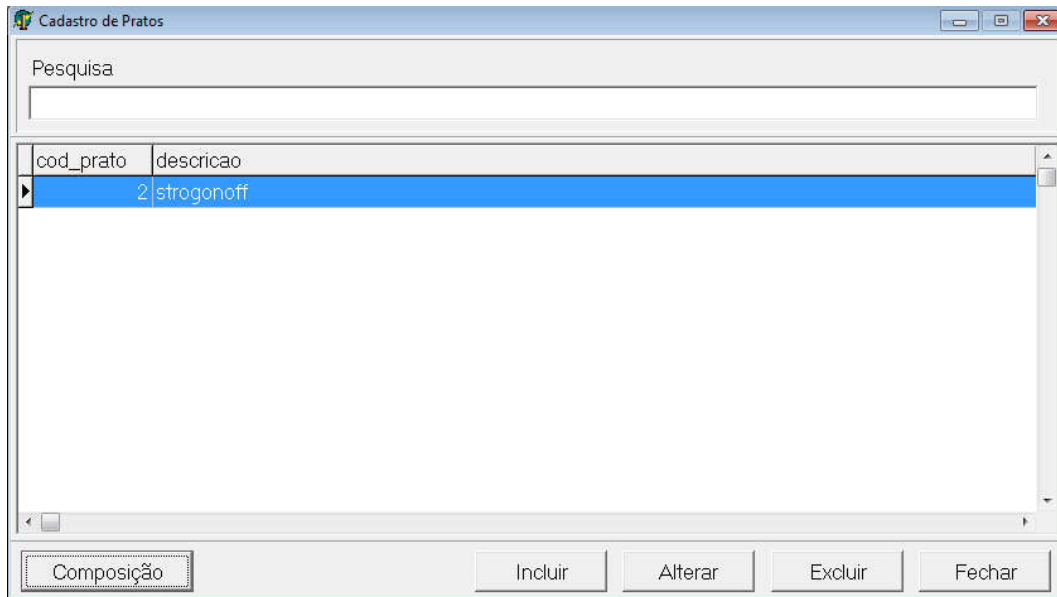 Cadastro de Pratos
Pesquisa
cod_prato descricao
2 strogonoff
Composição Incluir Alterar Excluir Fechar